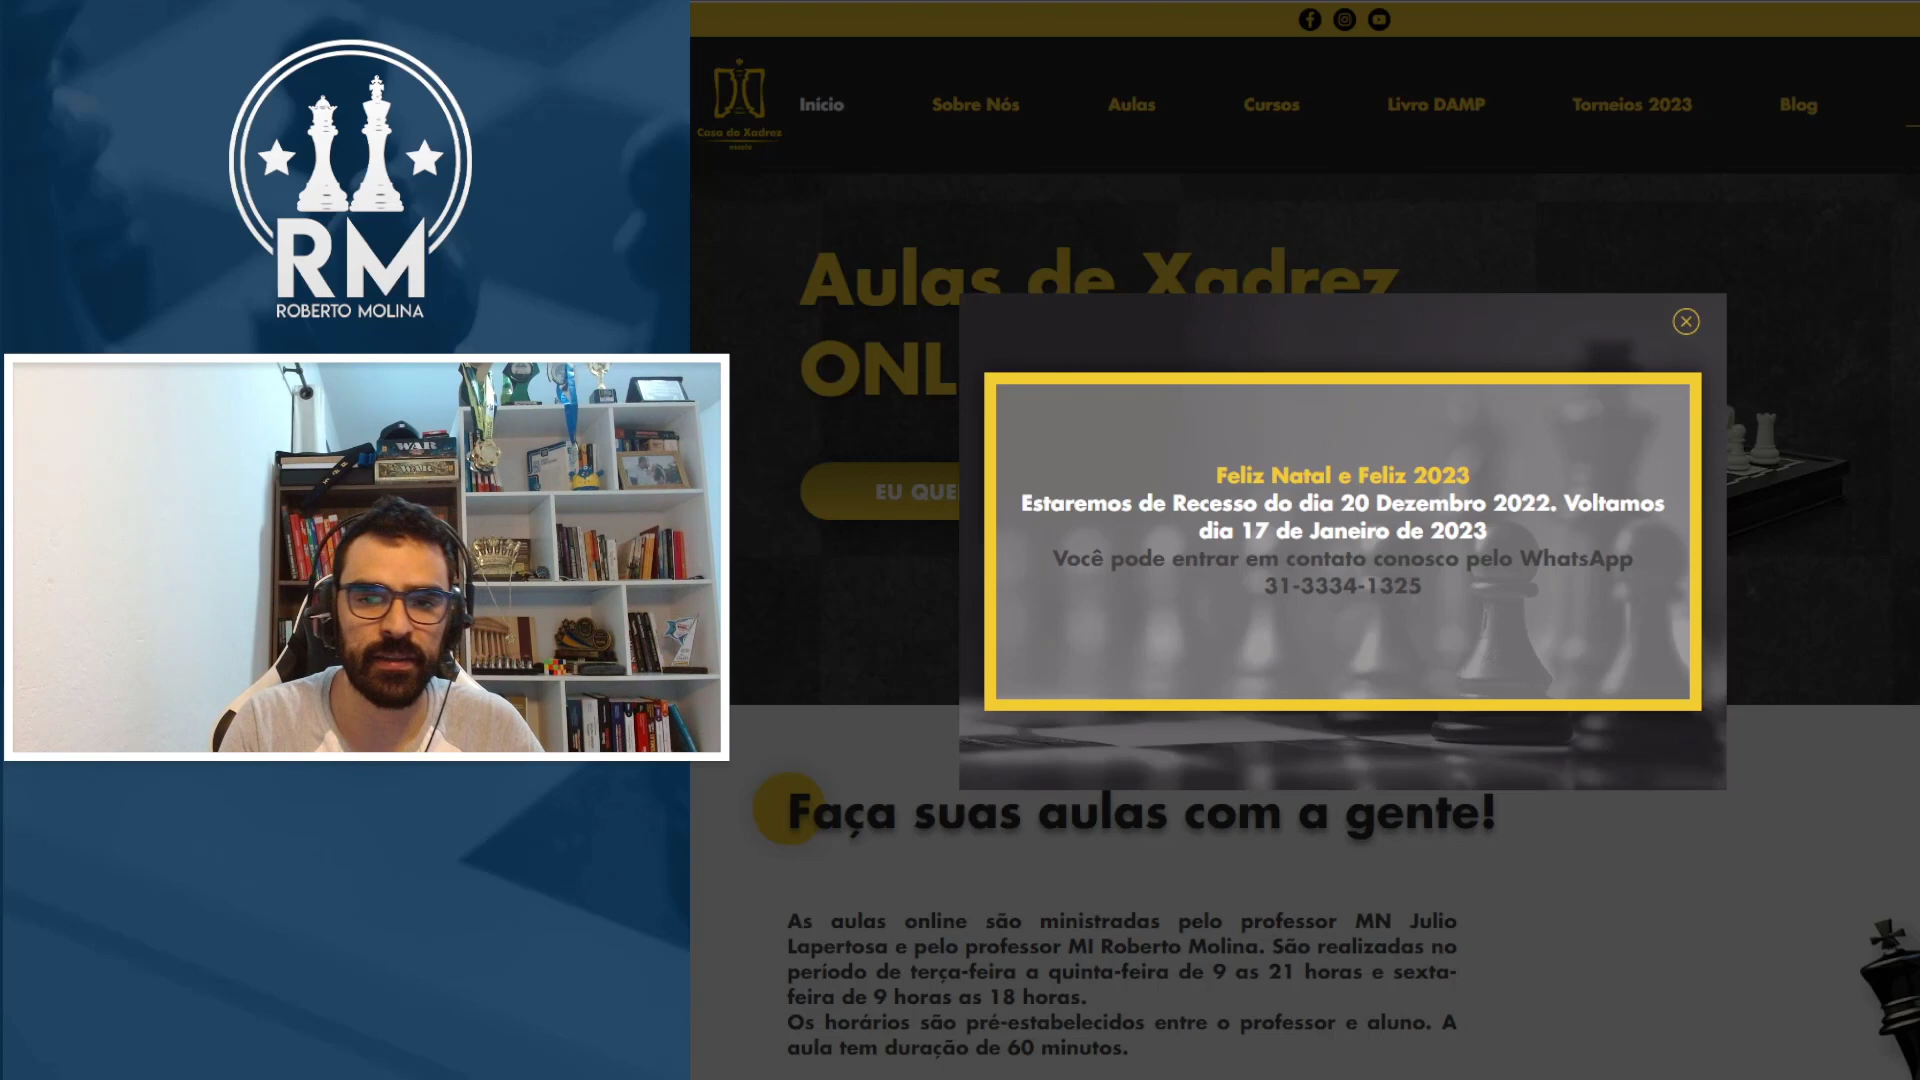 RM
ROBERTO MOLINA
WAR
WAR
Casa do Xadrez
escola
Início
Sobre Nós
Aulas
Cursos
Livro DAMP
Torneios 2023
Blog
Aulas de Xadrez
ONL
EU QUE
Feliz Natal e Feliz 2023
Estaremos de Recesso do dia 20 Dezembro 2022. Voltamos
dia 17 de Janeiro de 2023
Você pode entrar em contato conosco pelo WhatsApp
31-3334-1325
Faça suas aulas com a gente!
As aulas online são ministradas pelo professor MN Julio
Lapertosa e pelo professor MI Roberto Molina. São realizadas no
período de terça-feira a quinta-feira de 9 as 21 horas e sexta-
feira de 9 horas as 18 horas.
Os horários são pré-estabelecidos entre o professor e aluno. A
aula tem duração de 60 minutos.